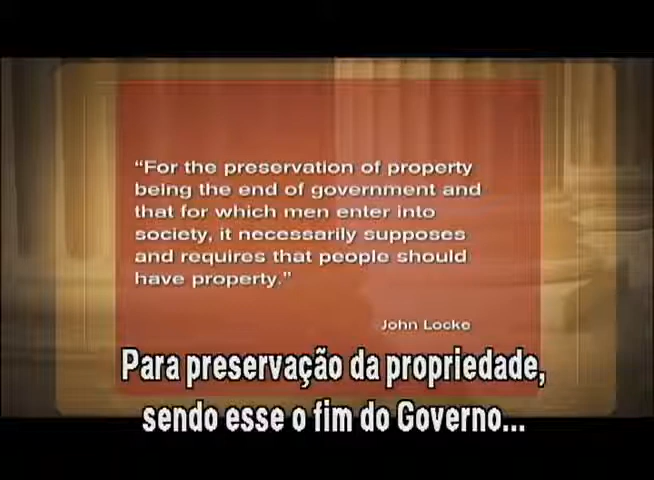 “For the preservation of property
being the end of government and
that for which men enter into
society, it necessarily supposes
and requires that people should
have property.”
John Locke
Para preservação da propriedade,
sendo esse o fim do Governo...